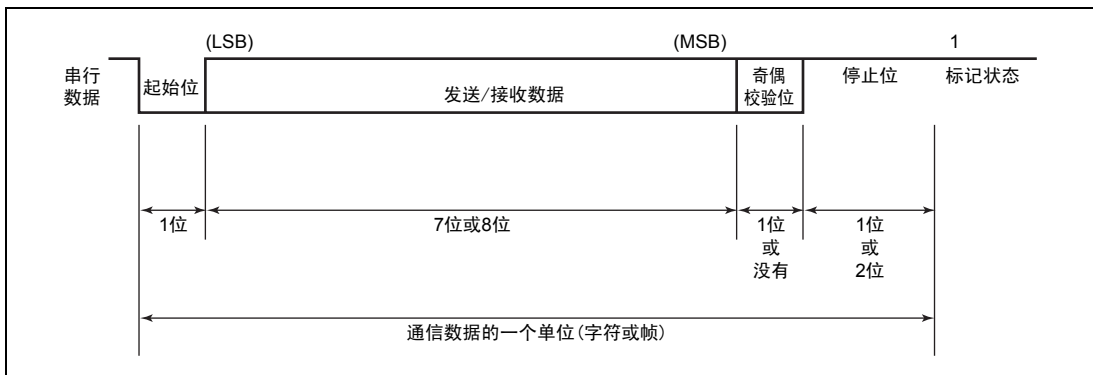 (LSB)
(MSB)
1
串行
数据
起始位
发送/接收数据
奇偶
校验位
停止位
标记状态
1位
7位或8位
1位
或
没有
1位
或
2位
通信数据的一个单位(字符或帧)